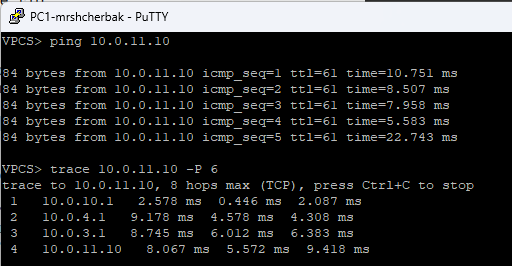 PC1-mrshcherbak - PuTTY
VPCS> ping 10.0.11.10
84 bytes from 10.0.11.10 icmp_seq=1 ttl=61 time=10.751 ms
84 bytes from 10.0.11.10 icmp_seq=2 ttl=61 time=8.507 ms
84 bytes from 10.0.11.10 icmp_seq=3 ttl=61 time=7.958 ms
84 bytes from 10.0.11.10 icmp_seq=4 ttl=61 time=5.583 ms
84 bytes from 10.0.11.10 icmp_seq=5 ttl=61 time=22.743 ms
VPCS> trace 10.0.11.10 -P 6
trace to 10.0.11.10, 8 hops max (TCP), press Ctrl+C to stop
1 10.0.10.1 2.578 ms 0.446 ms 2.087 ms
2 10.0.4.1 9.178 ms 4.578 ms 4.308 ms
3 10.0.3.1 8.745 ms 6.012 ms 6.383 ms
4 10.0.11.10 8.067 ms 5.572 ms 9.418 ms